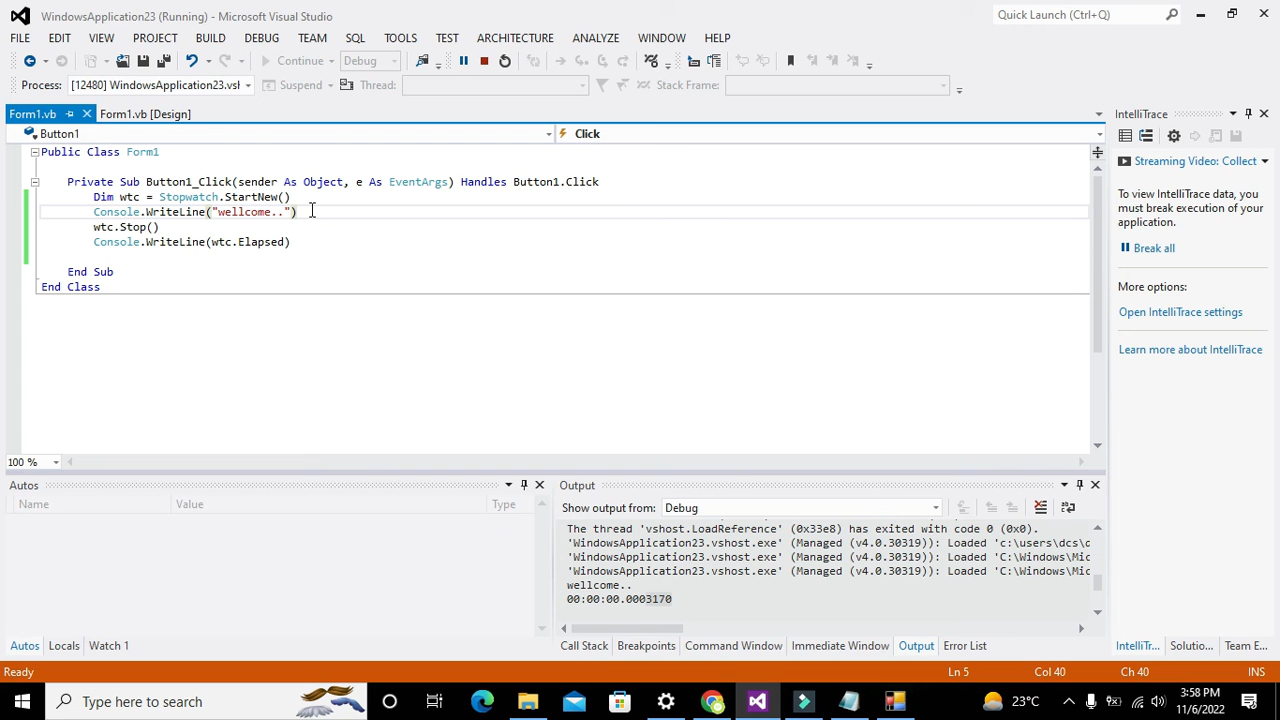 WindowsApplication23 (Running) - Microsoft Visual Studio
Quick Launch (Ctrl+Q)
FILE EDIT VIEW PROJECT BUILD DEBUG TEAM SQL TOOLS TEST ARCHITECTURE ANALYZE WINDOW HELP
Continue Debug
Process: [12480] WindowsApplication23.vsl Suspend Thread: Stack Frame:
Form1.vb Form1.vb [Design]
Button1 Click
Public Class Form1
Private Sub Button1_Click(sender As Object, e As EventArgs) Handles Button1.Click
Dim wtc = Stopwatch.StartNew()
Console.WriteLine("wellcome..")
wtc.Stop()
Console.WriteLine(wtc.Elapsed)
End Sub
End Class
100 %
IntelliTrace
Streaming Video: Collect
To view IntelliTrace data, you
must break execution of your
application.
Break all
More options:
Open IntelliTrace settings
Learn more about IntelliTrace
Autos
Name Value Type
Output
Show output from: Debug
The thread 'vshost.LoadReference' (0x33e8) has exited with code 0 (0x0).
'WindowsApplication23.vshost.exe' (Managed (v4.0.30319)): Loaded 'c:\users\dcs\d
'WindowsApplication23.vshost.exe' (Managed (v4.0.30319)): Loaded 'C:\Windows\Mic
'WindowsApplication23.vshost.exe' (Managed (v4.0.30319)): Loaded 'C:\Windows\Mic
wellcome..
00:00:00.0003170
Autos Locals Watch 1
Call Stack Breakpoints Command Window Immediate Window Output Error List
IntelliTr... Solutio... Team E...
Ready Ln 5 Col 40 Ch 40 INS
Type here to search
23°C
3:58 PM
11/6/2022